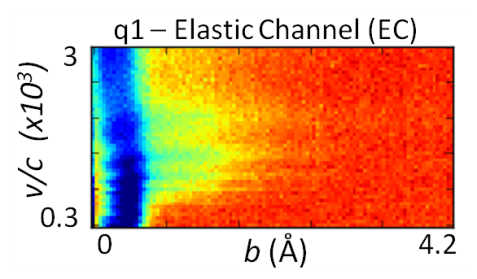 q1 – Elastic Channel (EC)
3
v/c (x10³)
0.3
0
4.2
b (Å)